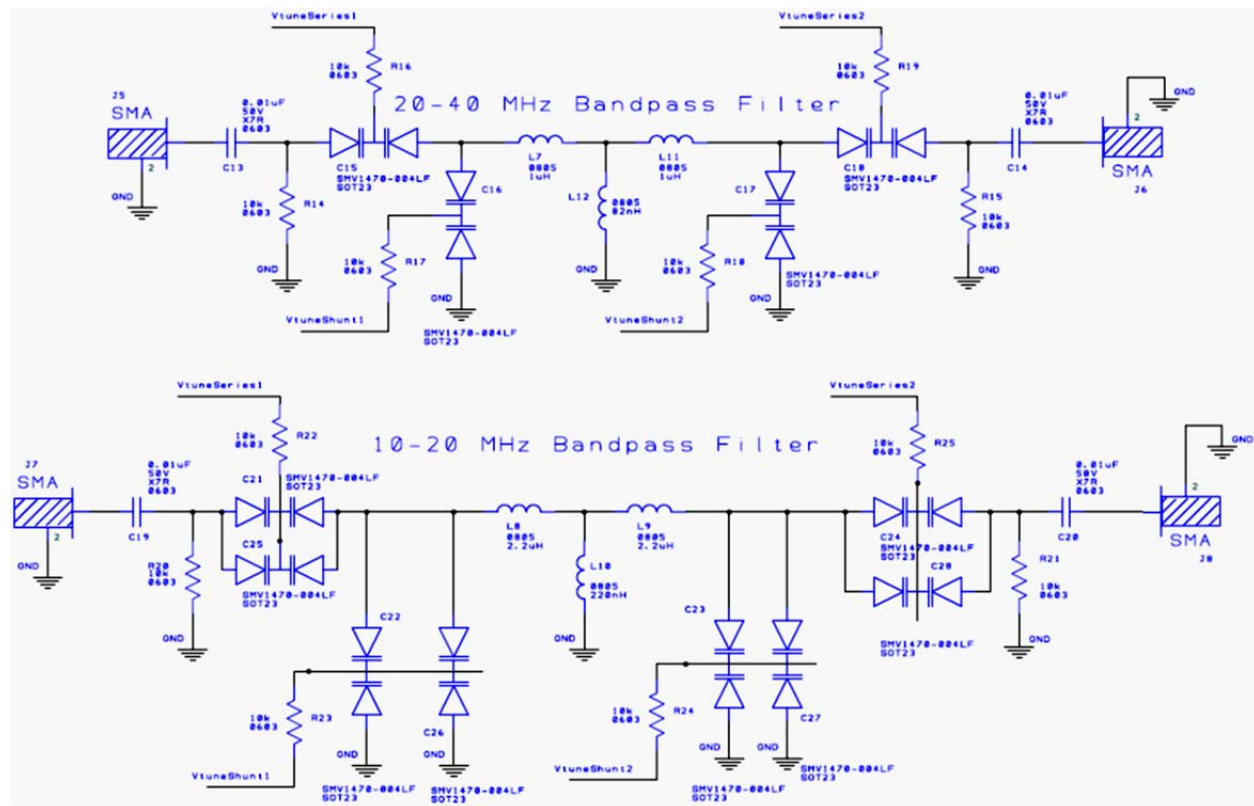 VtuneSeries1
VtuneSeries2
10k
0603
R16
10k
0603
R19
20-40 MHz Bandpass Filter
J5
SMA
2
GND
0.01uF
50V
X7R
0603
C13
10k
0603
R14
GND
C15
SMV1470-004LF
SOT23
C16
10k
0603
R17
VtuneShunt1
GND
SMV1470-004LF
SOT23
L7
0805
1uH
L11
0805
1uH
L12
0805
82nH
GND
C17
10k
0603
R18
VtuneShunt2
GND
SMV1470-004LF
SOT23
C18
SMV1470-004LF
SOT23
R15
10k
0603
GND
0.01uF
50V
X7R
0603
C14
2
GND
SMA
J6
VtuneSeries1
VtuneSeries2
10k
0603
R22
10k
0603
R25
10-20 MHz Bandpass Filter
J7
SMA
2
GND
0.01uF
50V
X7R
0603
C19
R20
10k
0603
GND
C21
SMV1470-004LF
SOT23
C25
SMV1470-004LF
SOT23
C22
C26
10k
0603
R23
VtuneShunt1
GND
GND
SMV1470-004LF
SOT23
SMV1470-004LF
SOT23
L8
0805
2.2uH
L9
0805
2.2uH
L10
0805
220nH
GND
C23
C27
10k
0603
R24
VtuneShunt2
GND
GND
SMV1470-004LF
SOT23
SMV1470-004LF
SOT23
C24
SMV1470-004LF
SOT23
C28
SMV1470-004LF
SOT23
R21
10k
0603
GND
0.01uF
50V
X7R
0603
C20
2
GND
SMA
J8